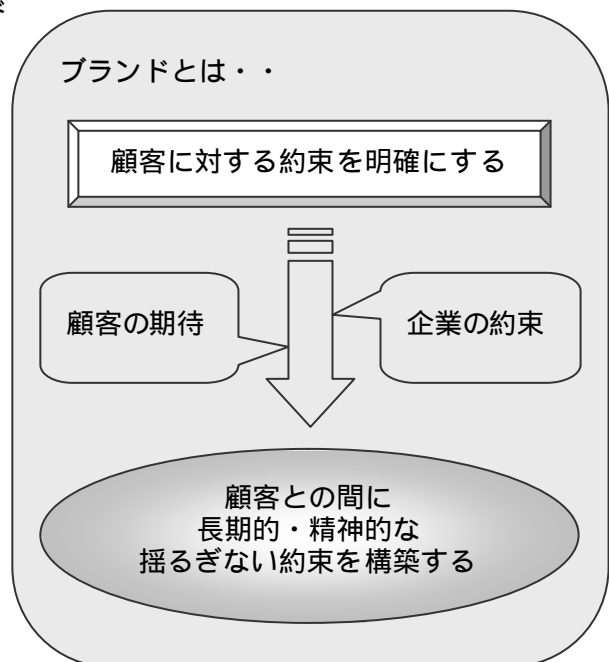 ブランドとは・・
顧客に対する約束を明確にする
顧客の期待
企業の約束
顧客との間に
長期的・精神的な
揺るぎない約束を構築する